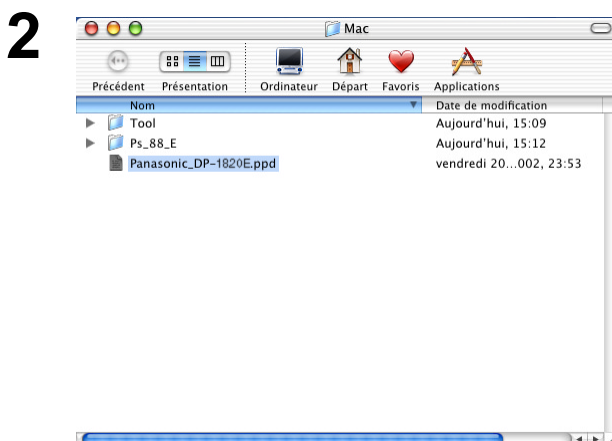 2
Mac
Précédent Présentation Ordinateur Départ Favoris Applications
Nom Date de modification
Tool Aujourd'hui, 15:09
Ps_88_E Aujourd'hui, 15:12
Panasonic_DP-1820E.ppd vendredi 20...002, 23:53